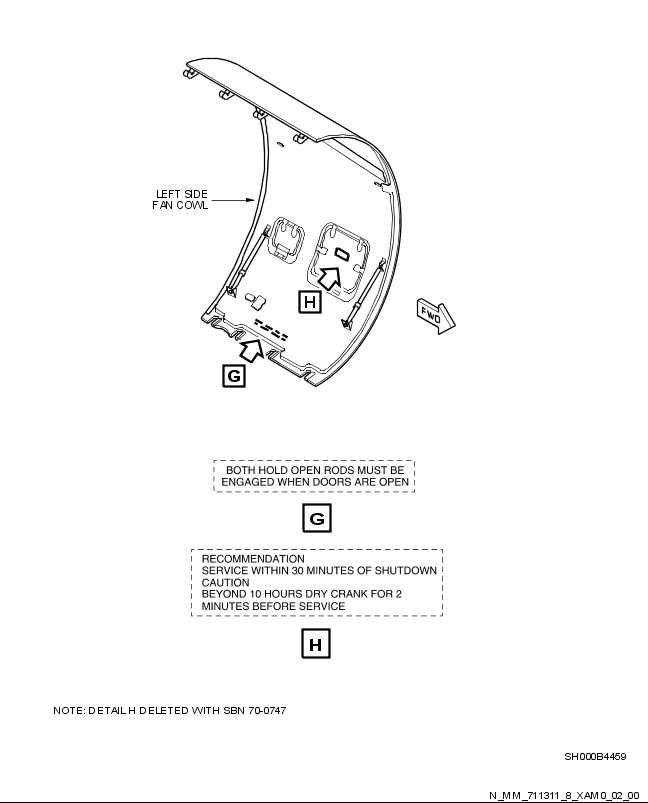 LEFT SIDE
FAN COWL
H
FWD
G
BOTH HOLD OPEN RODS MUST BE
ENGAGED WHEN DOORS ARE OPEN
G
RECOMMENDATION
SERVICE WITHIN 30 MINUTES OF SHUTDOWN
CAUTION
BEYOND 10 HOURS DRY CRANK FOR 2
MINUTES BEFORE SERVICE
H
NOTE: DETAIL H DELETED WITH SBN 70-0747
SH000B4459
N_MM_711311_8_XAM0_02_00